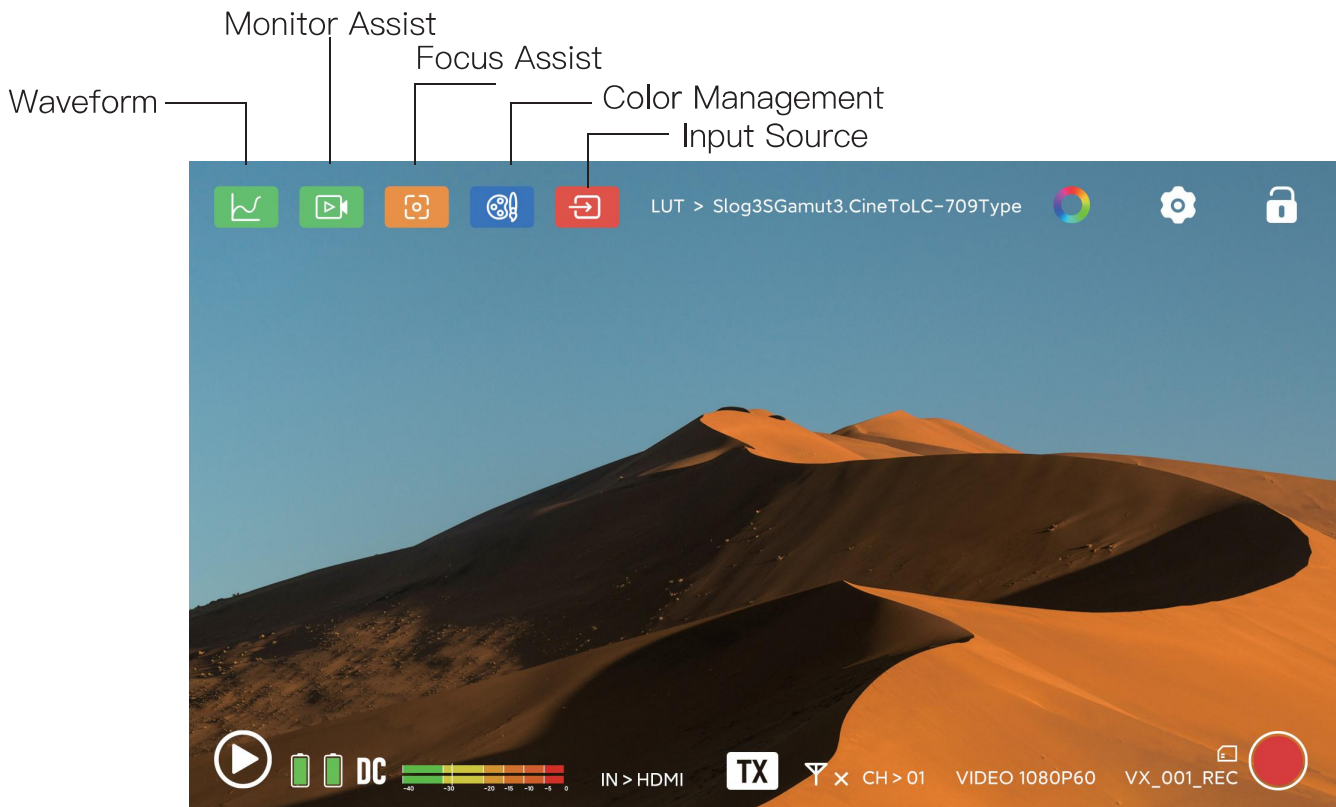 Monitor Assist
Focus Assist
Waveform
Color Management
Input Source
LUT > Slog3SGamut3.CineToLC-709Type
DC
-40 -30 -20 -15 -10 -5 0
IN > HDMI
TX
CH > 01
VIDEO 1080P60
VX_001_REC